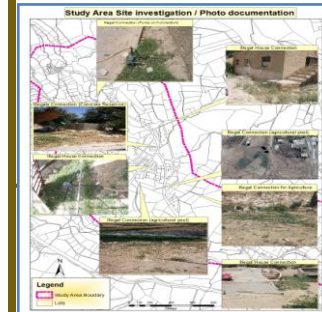 Study Area Site investigation / Photo documentation
Illegal House Connection
Illegal House Connection
Illegal Connection (agricultural pool)
Illegal Connection for Agriculture
Illegal Connection (agricultural pool)
Illegal House Connection
Legend
Study Area Boundary
Lots